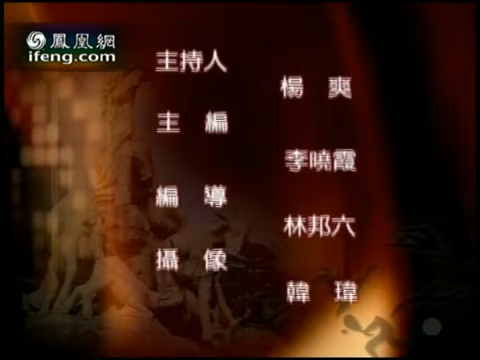 鳳凰網
ifeng.com
主持人
楊 爽
主 編
李曉霞
編 導
林邦六
攝 像
韓 瑋